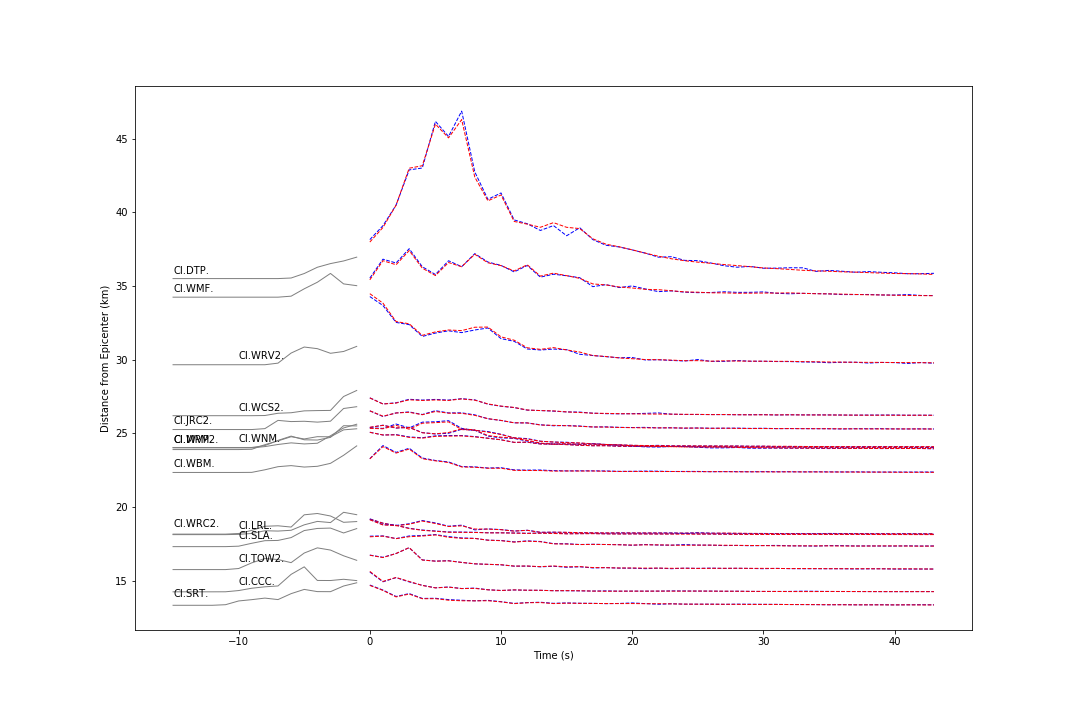 45
40
35
30
25
20
15
Distance from Epicenter (km)
CI.DTP.
CI.WMF.
CI.WRV2.
CI.WCS2.
CI.JRC2.
CI.WNM.
CI.WBM.
CI.WRC2.
CI.LRL.
CI.SLA.
CI.TOW2.
CI.CCC.
CI.SRT.
−10
0
10
20
30
40
Time (s)